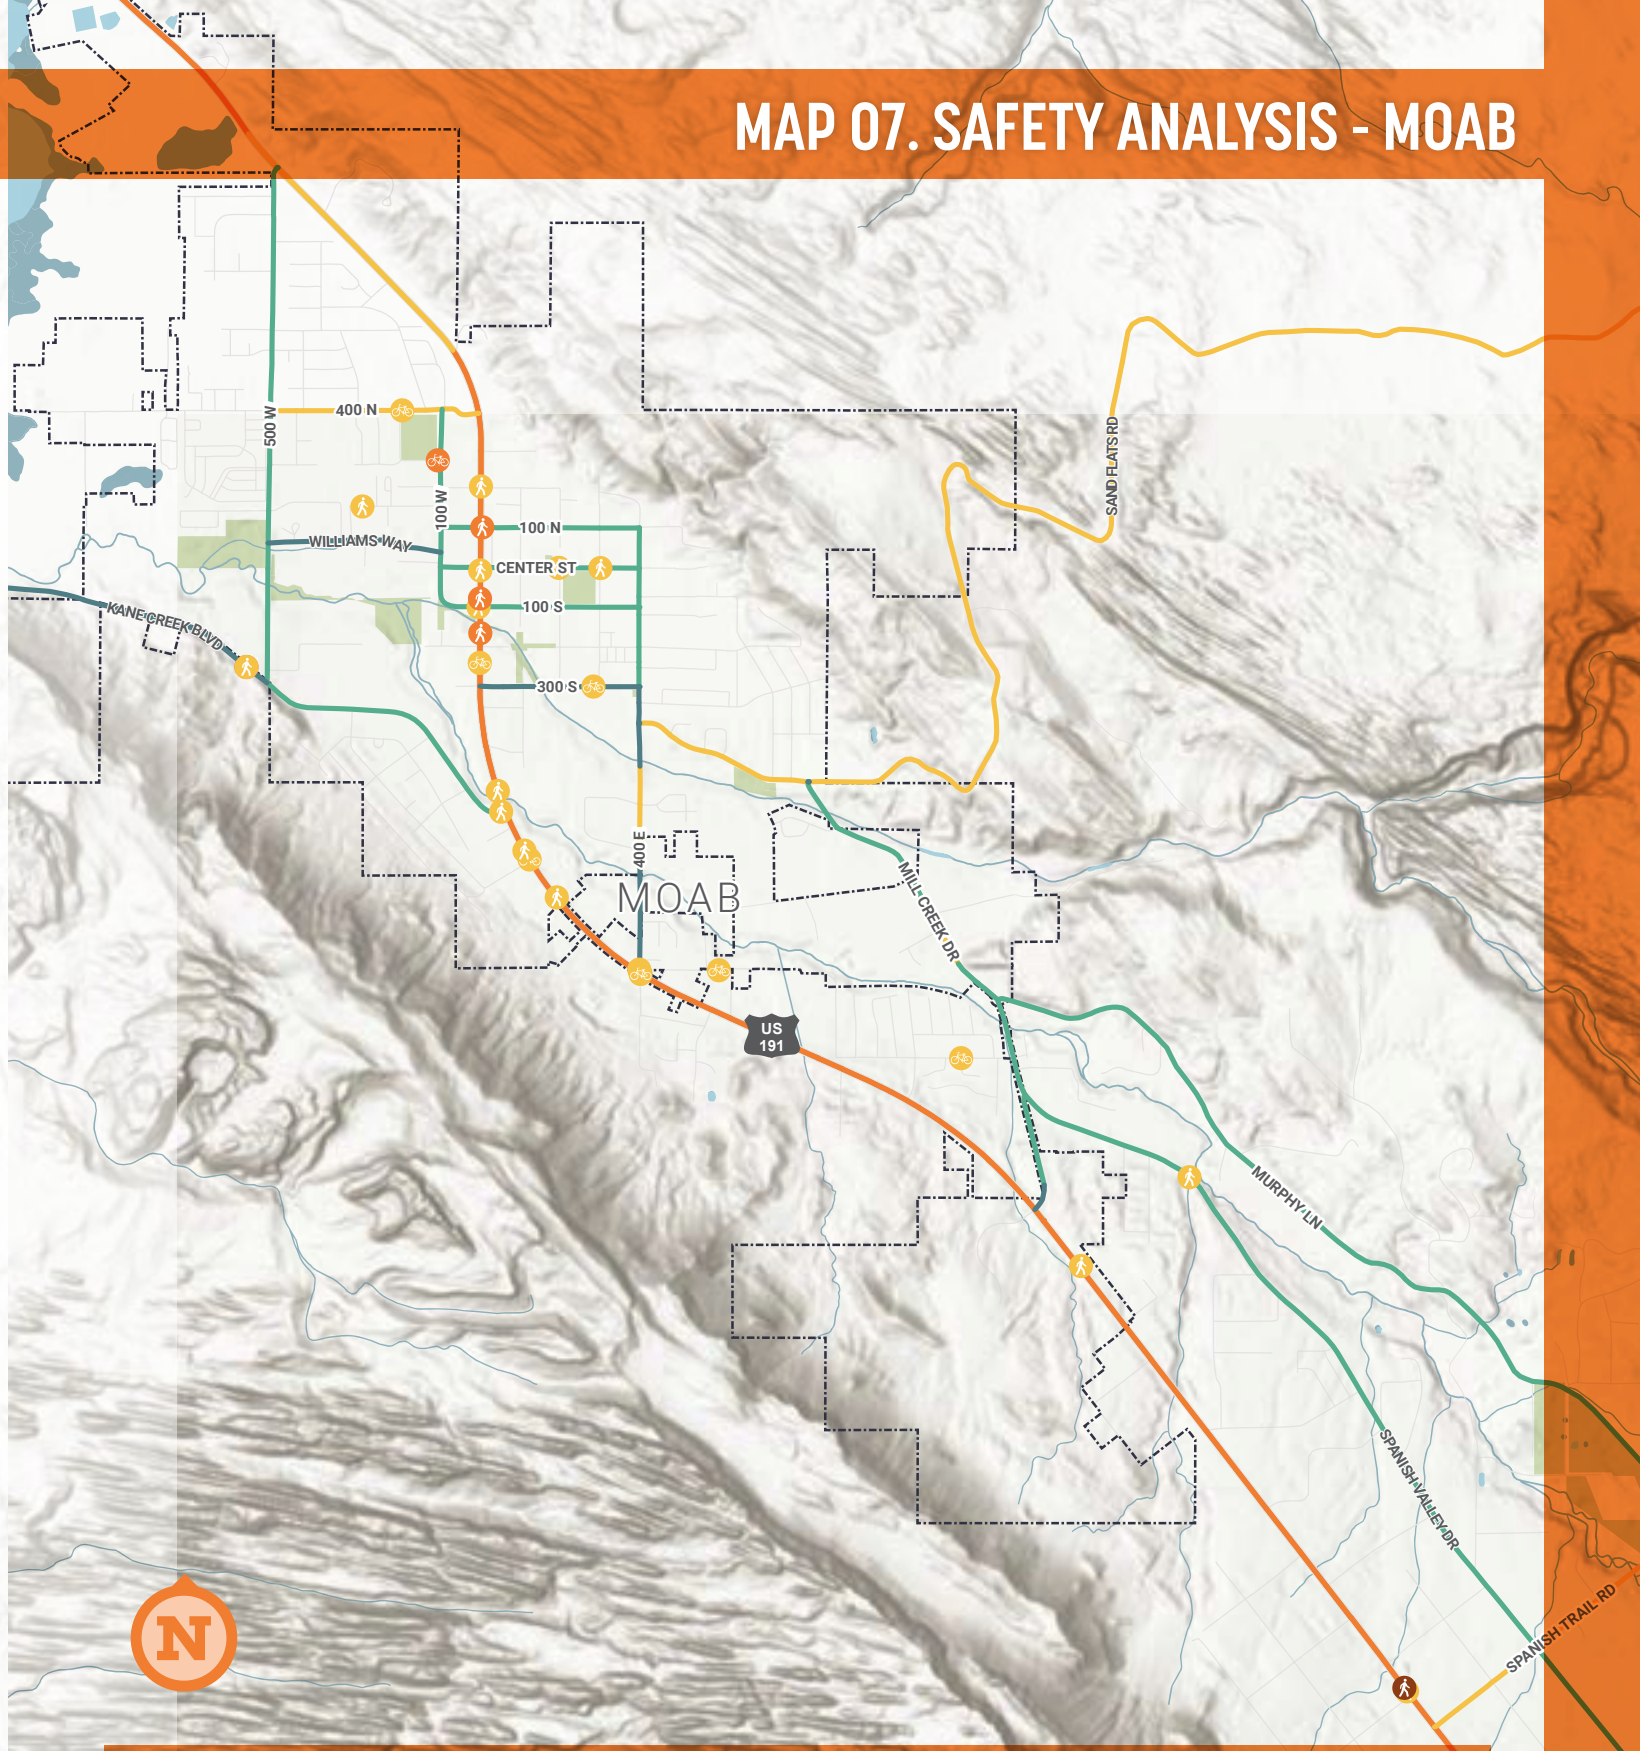 MAP 07. SAFETY ANALYSIS - MOAB
400 N
500 W
SAND FLATS RD
100 W
100 N
WILLIAMS WAY
CENTER ST
100 S
KANE CREEK BLVD
300 S
400 E
MOAB
MILL CREEK DR
US
191
MURPHY LN
SPANISH VALLEY DR
SPANISH TRAIL RD
N